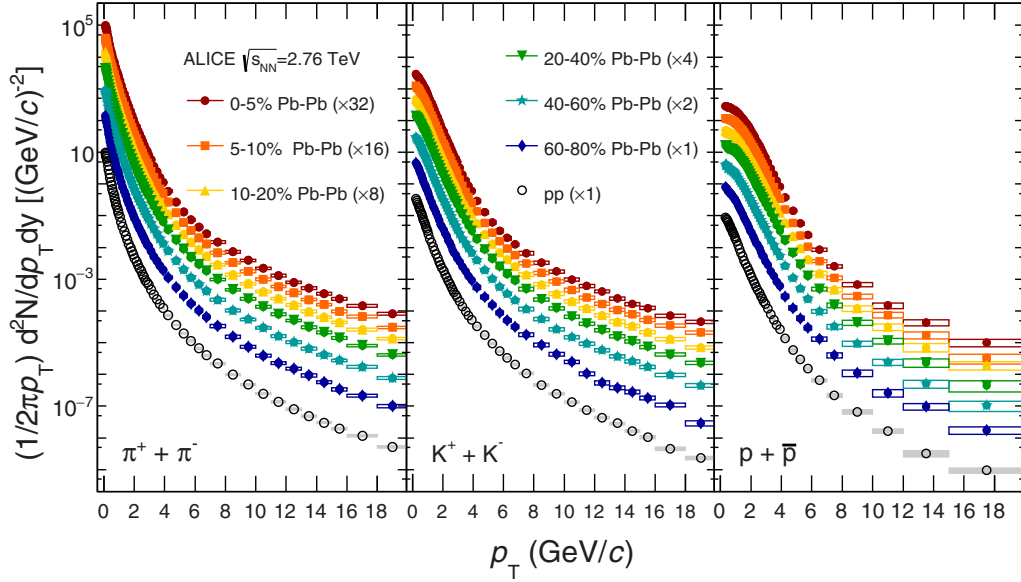 (1/2πp_T) d²N/dp_Tdy [(GeV/c)⁻²]
10⁵
10
10⁻³
10⁻⁷
ALICE √s_NN=2.76 TeV
0-5% Pb-Pb (×32)
5-10% Pb-Pb (×16)
10-20% Pb-Pb (×8)
20-40% Pb-Pb (×4)
40-60% Pb-Pb (×2)
60-80% Pb-Pb (×1)
pp (×1)
π⁺ + π⁻
K⁺ + K⁻
p + p̅
0 2 4 6 8 10 12 14 16 18
0 2 4 6 8 10 12 14 16 18
0 2 4 6 8 10 12 14 16 18
p_T (GeV/c)